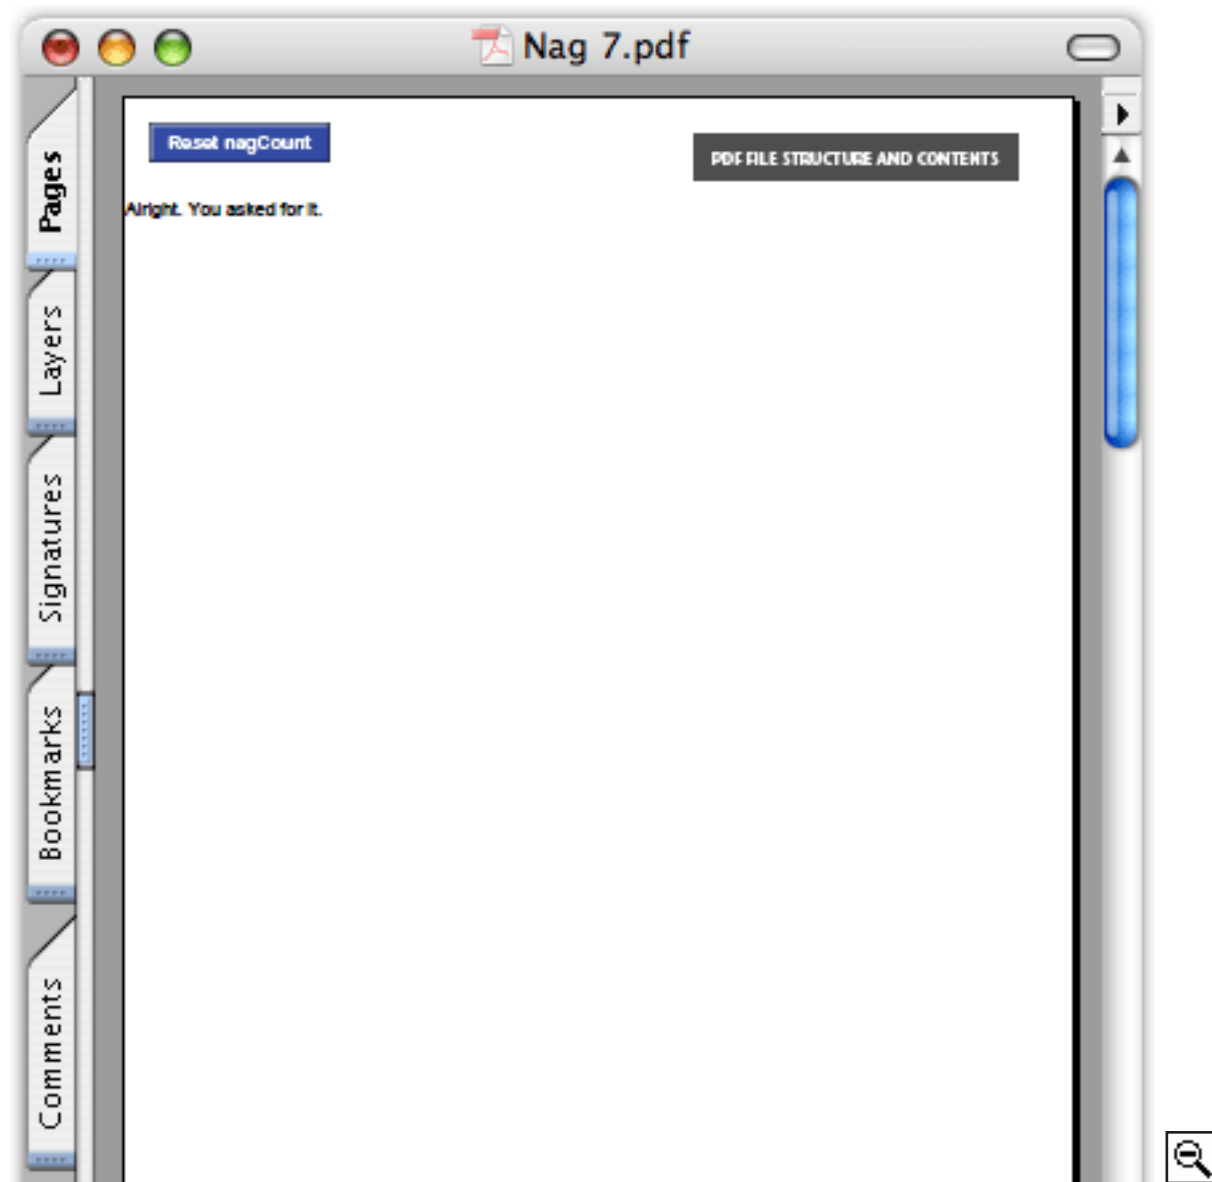 Nag 7.pdf
Reset nagCount
PDF FILE STRUCTURE AND CONTENTS
Alright. You asked for it.
Pages
Layers
Signatures
Bookmarks
Comments